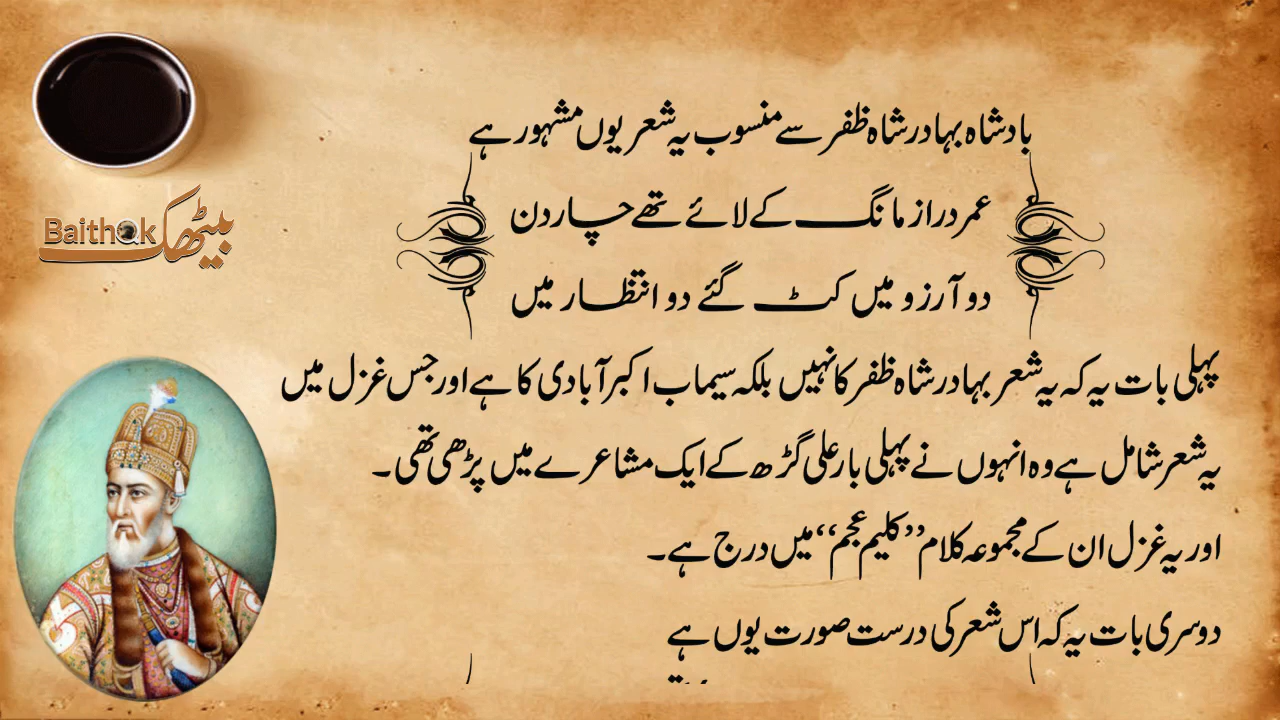 بادشاہ بہادر شاہ ظفر سے منسوب یہ شعر یوں مشہور ہے
عمر دراز مانگ کے لائے تھے چار دن
دو آرزو میں کٹ گئے دو انتظار میں
پہلی بات یہ کہ یہ شعر بہادر شاہ ظفر کا نہیں بلکہ سیماب اکبر آبادی کا ہے اور جس غزل میں
یہ شعر شامل ہے وہ انہوں نے پہلی بار علی گڑھ کے ایک مشاعرے میں پڑھی تھی۔
اور یہ غزل ان کے مجموعہ کلام ’’کلیم عجم‘‘ میں درج ہے۔
دوسری بات یہ کہ اس شعر کی درست صورت یوں ہے
Baithak بیٹھک